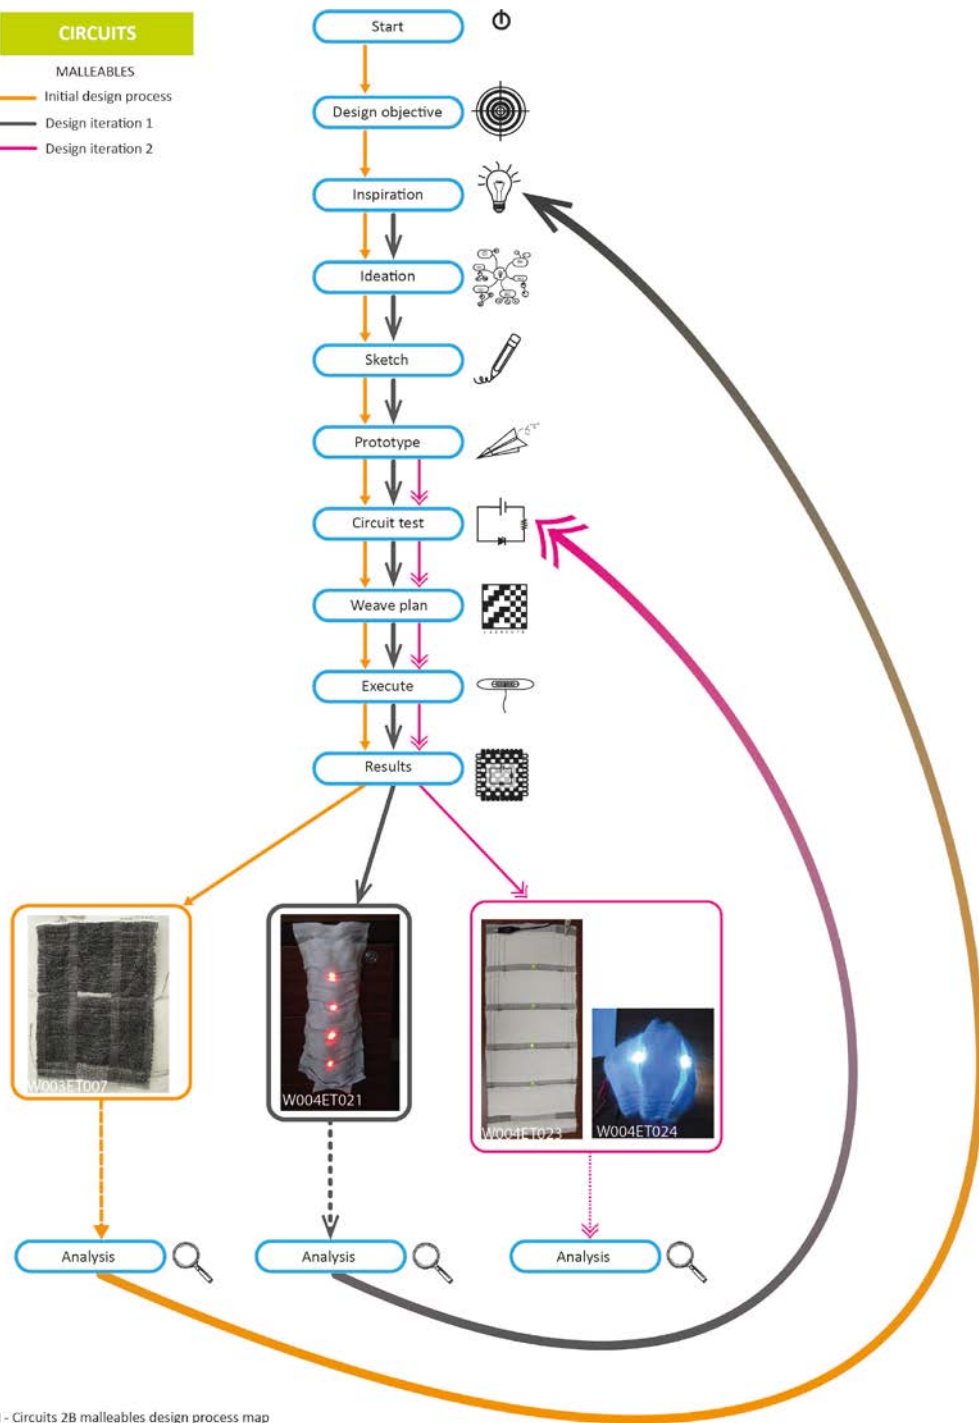 CIRCUITS
MALLEABLES
Initial design process
Design iteration 1
Design iteration 2
Start
Design objective
Inspiration
Ideation
Sketch
Prototype
Circuit test
Weave plan
Execute
Results
W003ET007
W004ET021
W004ET023
W004ET024
Analysis
Analysis
Analysis
- Circuits 2B malleables design process map